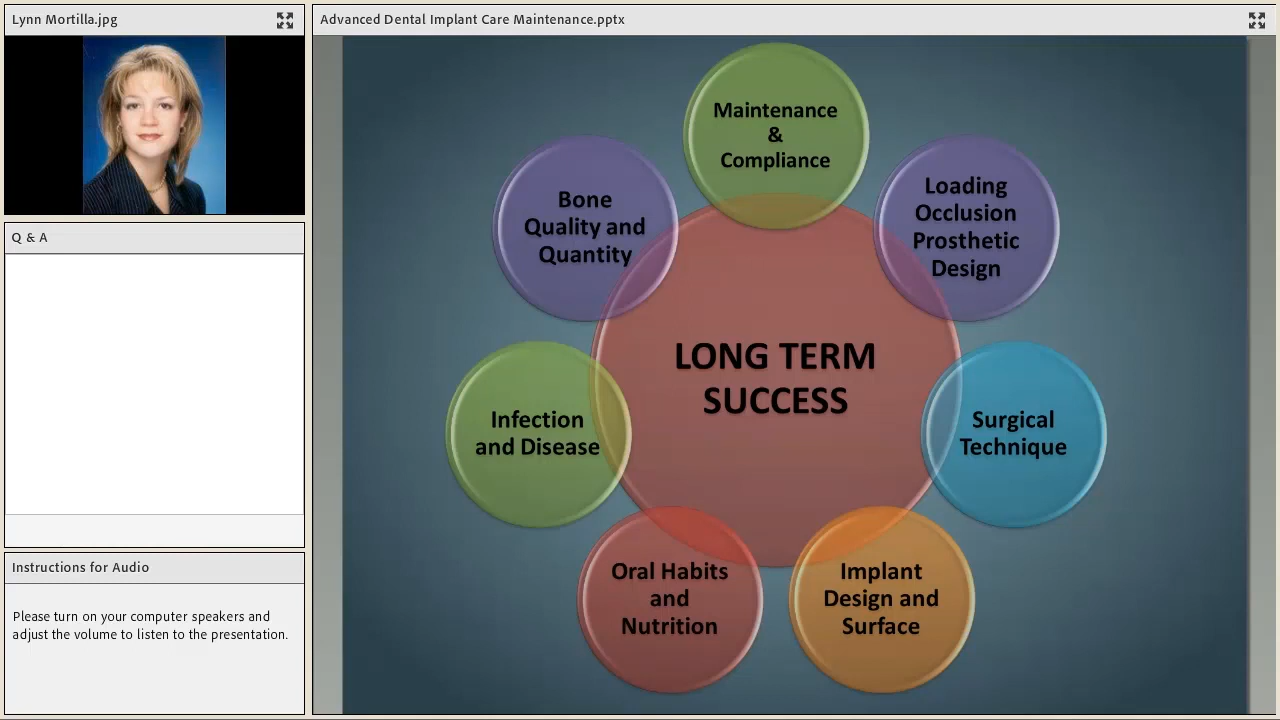 Lynn Mortilla.jpg
Q & A
Instructions for Audio
Please turn on your computer speakers and
adjust the volume to listen to the presentation.
Advanced Dental Implant Care Maintenance.pptx
Maintenance
&
Compliance
Loading
Occlusion
Prosthetic
Design
Surgical
Technique
Implant
Design and
Surface
Oral Habits
and
Nutrition
Infection
and Disease
Bone
Quality and
Quantity
LONG TERM
SUCCESS